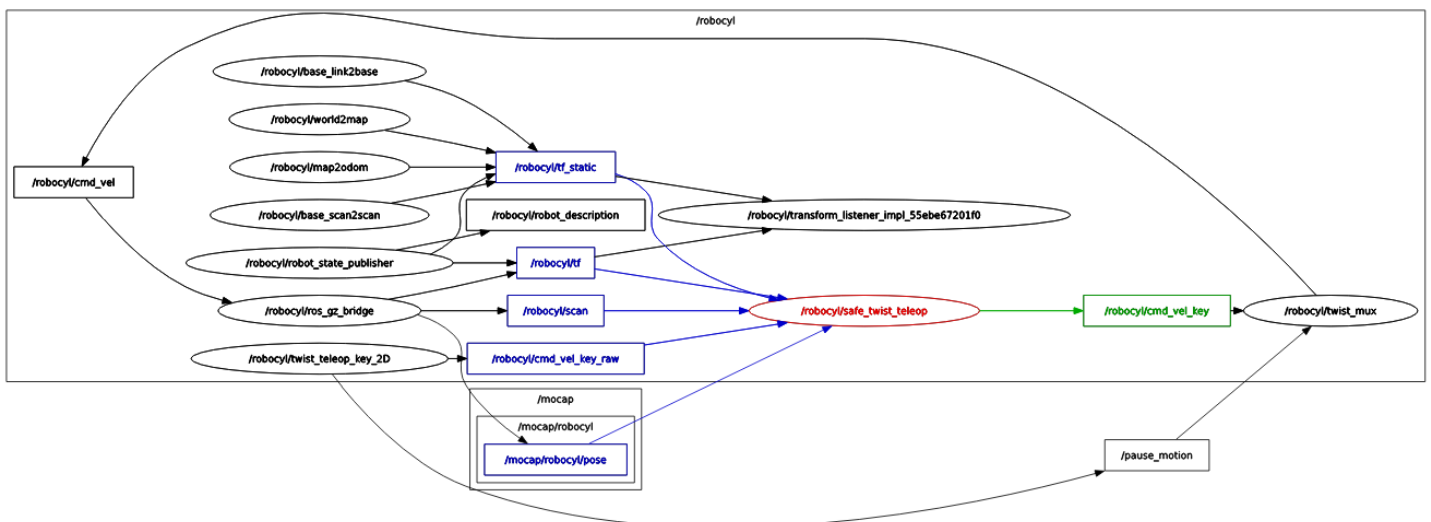 /robocyl
/robocyl/base_link2base
/robocyl/world2map
/robocyl/map2odom
/robocyl/tf_static
/robocyl/cmd_vel
/robocyl/base_scan2scan
/robocyl/robot_description
/robocyl/transform_listener_impl_55ebe67201f0
/robocyl/robot_state_publisher
/robocyl/tf
/robocyl/ros_gz_bridge
/robocyl/scan
/robocyl/safe_twist_teleop
/robocyl/cmd_vel_key
/robocyl/twist_mux
/robocyl/twist_teleop_key_2D
/robocyl/cmd_vel_key_raw
/mocap
/mocap/robocyl
/mocap/robocyl/pose
/pause_motion